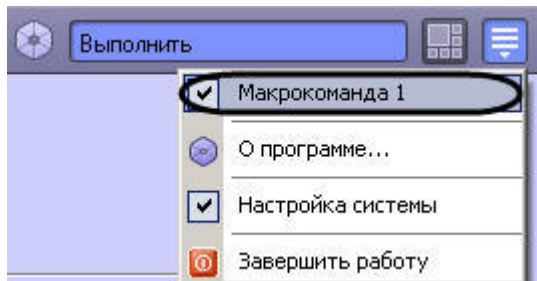 Выполнить
Макрокоманда 1
О программе...
Настройка системы
Завершить работу